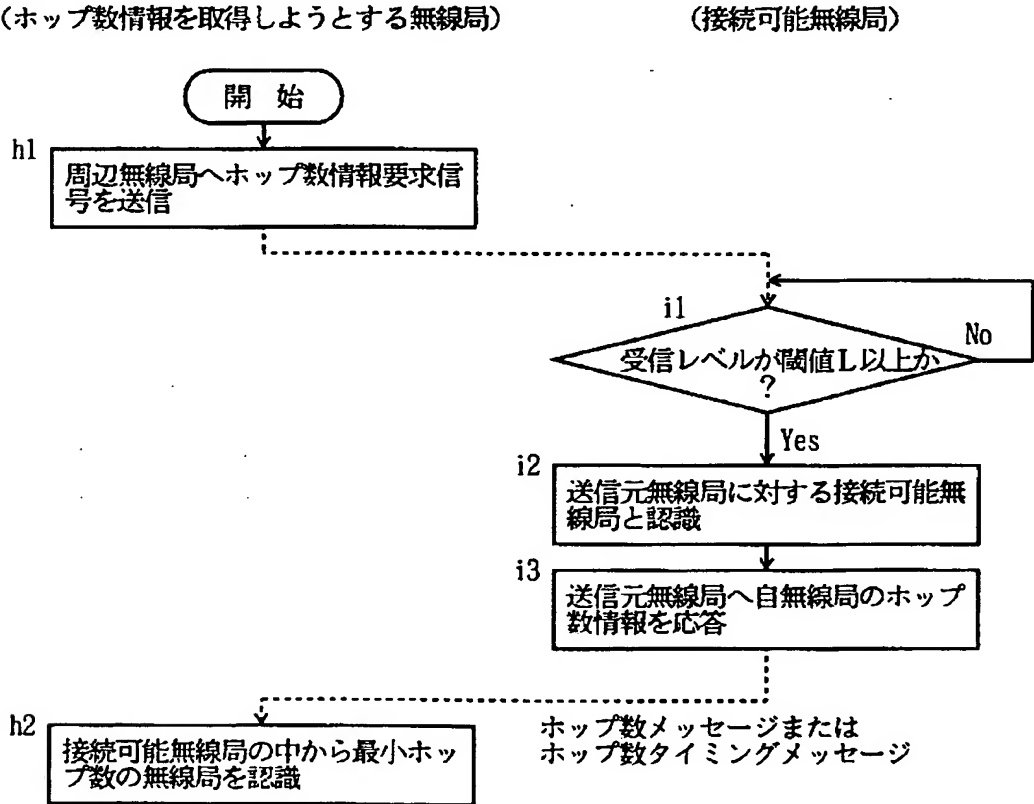 (ホップ数情報を取得しようとする無線局)
(接続可能無線局)
開 始
h1
周辺無線局へホップ数情報要求信
号を送信
i1
受信レベルが閾値L以上か
?
No
Yes
i2
送信元無線局に対する接続可能無
線局と認識
i3
送信元無線局へ自無線局のホップ
数情報を応答
h2
接続可能無線局の中から最小ホッ
プ数の無線局を認識
ホップ数メッセージまたは
ホップ数タイミングメッセージ